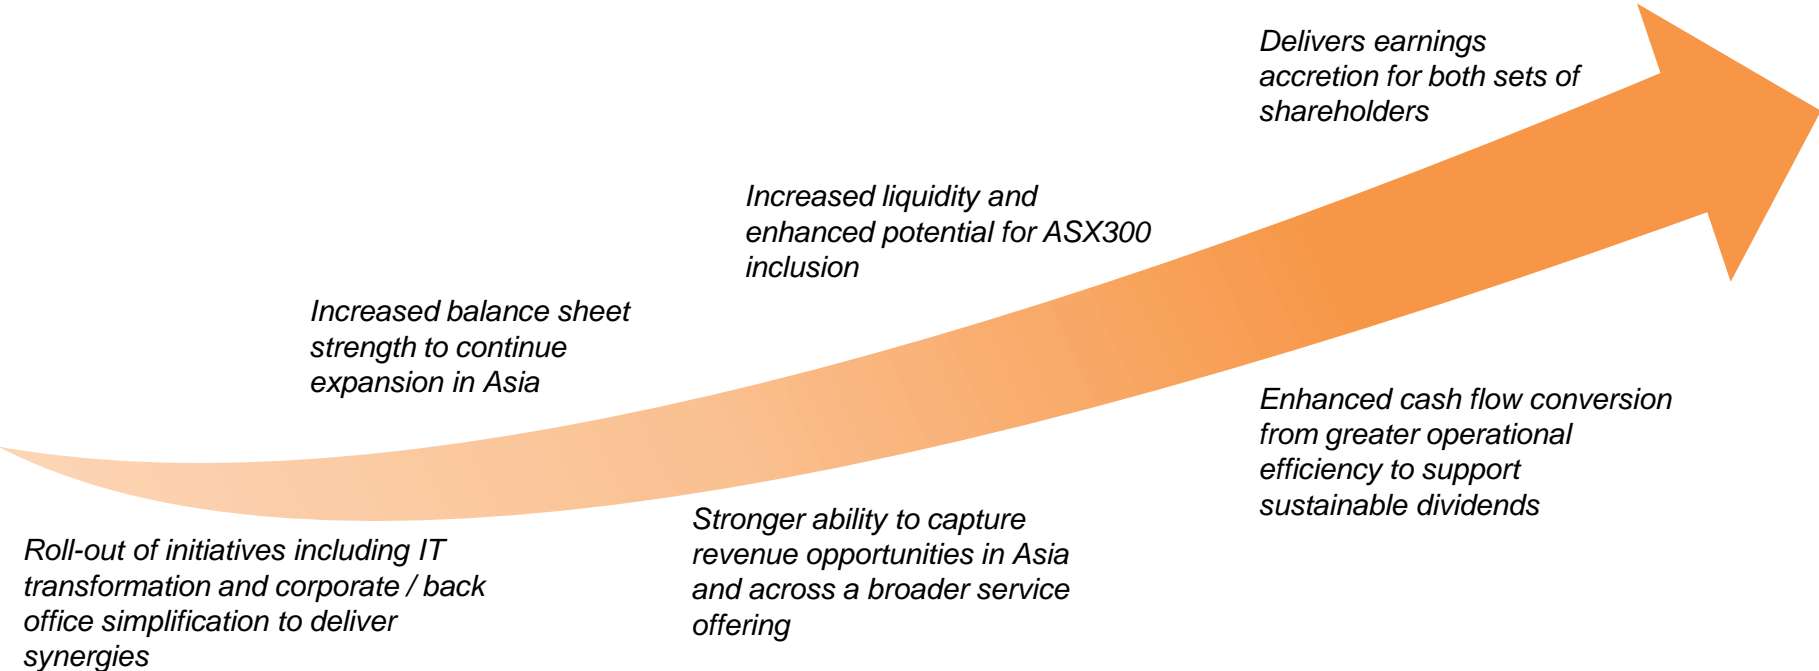 Delivers earnings
accretion for both sets of
shareholders
Increased liquidity and
enhanced potential for ASX300
inclusion
Increased balance sheet
strength to continue
expansion in Asia
Enhanced cash flow conversion
from greater operational
efficiency to support
sustainable dividends
Stronger ability to capture
revenue opportunities in Asia
and across a broader service
offering
Roll-out of initiatives including IT
transformation and corporate / back
office simplification to deliver
synergies